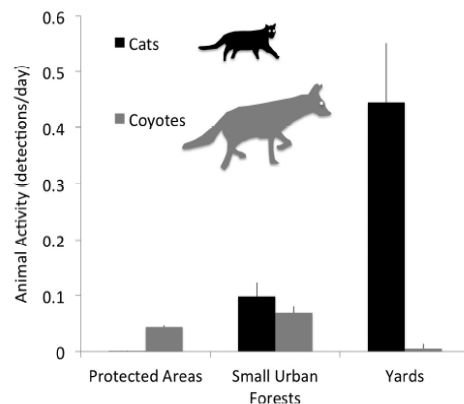 0.6
0.5
0.4
0.3
0.2
0.1
0
Animal Activity (detections/day)
Cats
Coyotes
Protected Areas
Small Urban
Forests
Yards